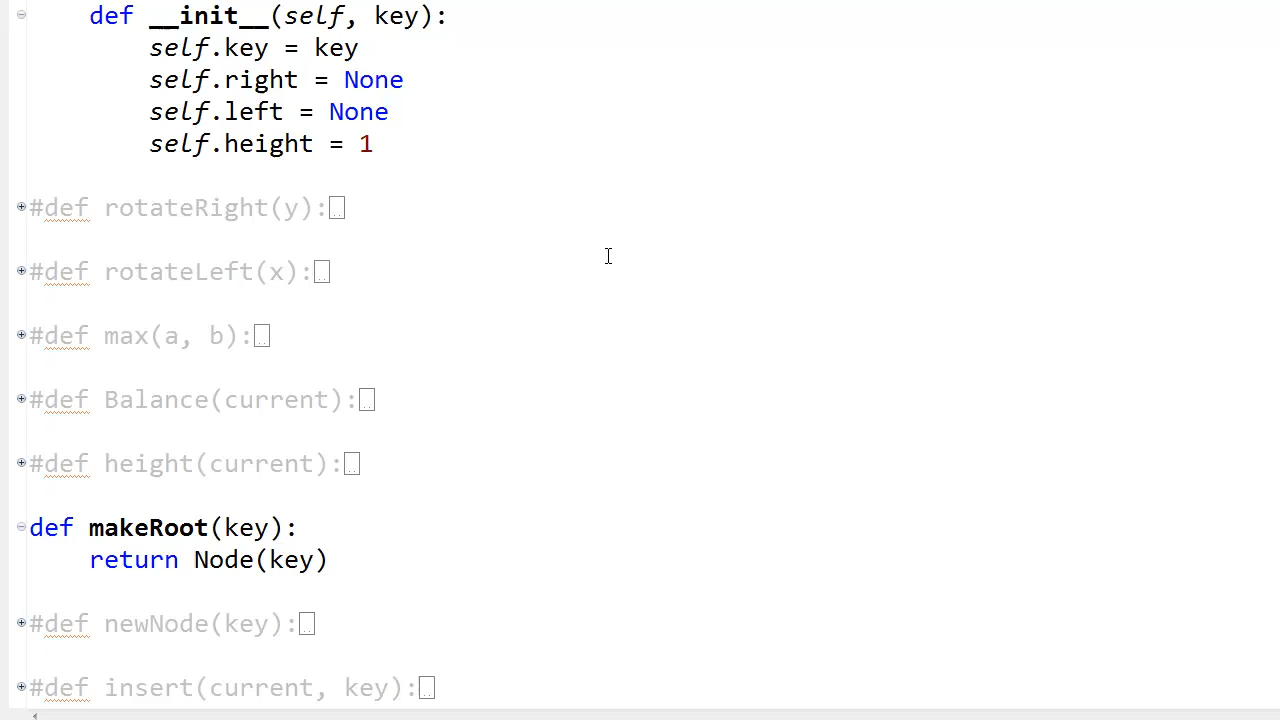 def __init__(self, key):
self.key = key
self.right = None
self.left = None
self.height = 1
#def rotateRight(y):..
#def rotateLeft(x):..
#def max(a, b):..
#def Balance(current):..
#def height(current):..
def makeRoot(key):
return Node(key)
#def newNode(key):..
#def insert(current, key):..